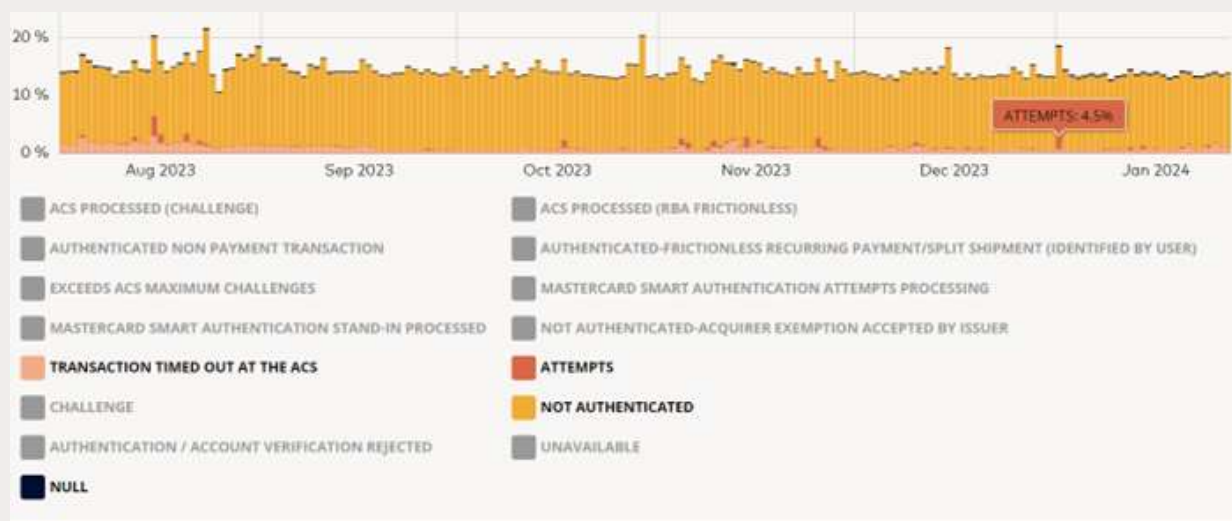 20 %
10 %
ATTEMPTS: 4.5%
0 %
Aug 2023 Sep 2023 Oct 2023 Nov 2023 Dec 2023 Jan 2024
ACS PROCESSED (CHALLENGE) ACS PROCESSED (RBA FRICTIONLESS)
AUTHENTICATED NON PAYMENT TRANSACTION AUTHENTICATED-FRICTIONLESS RECURRING PAYMENT/SPLIT SHIPMENT (IDENTIFIED BY USER)
EXCEEDS ACS MAXIMUM CHALLENGES MASTERCARD SMART AUTHENTICATION ATTEMPTS PROCESSING
MASTERCARD SMART AUTHENTICATION STAND-IN PROCESSED NOT AUTHENTICATED-ACQUIRER EXEMPTION ACCEPTED BY ISSUER
TRANSACTION TIMED OUT AT THE ACS ATTEMPTS
CHALLENGE NOT AUTHENTICATED
AUTHENTICATION / ACCOUNT VERIFICATION REJECTED UNAVAILABLE
NULL